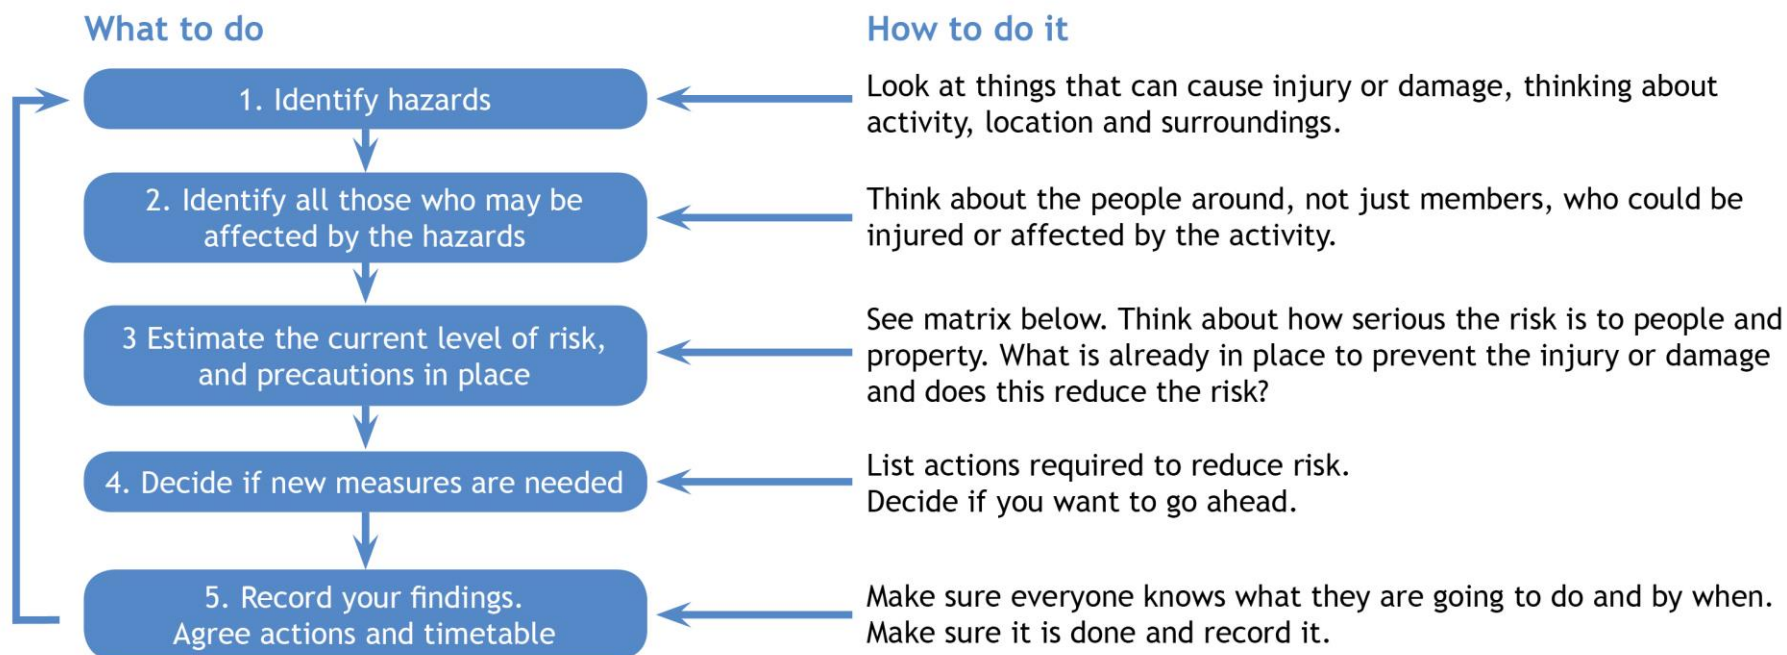 What to do
How to do it
1. Identify hazards
Look at things that can cause injury or damage, thinking about
activity, location and surroundings.
2. Identify all those who may be
affected by the hazards
Think about the people around, not just members, who could be
injured or affected by the activity.
3 Estimate the current level of risk,
and precautions in place
See matrix below. Think about how serious the risk is to people and
property. What is already in place to prevent the injury or damage
and does this reduce the risk?
4. Decide if new measures are needed
List actions required to reduce risk.
Decide if you want to go ahead.
5. Record your findings.
Agree actions and timetable
Make sure everyone knows what they are going to do and by when.
Make sure it is done and record it.